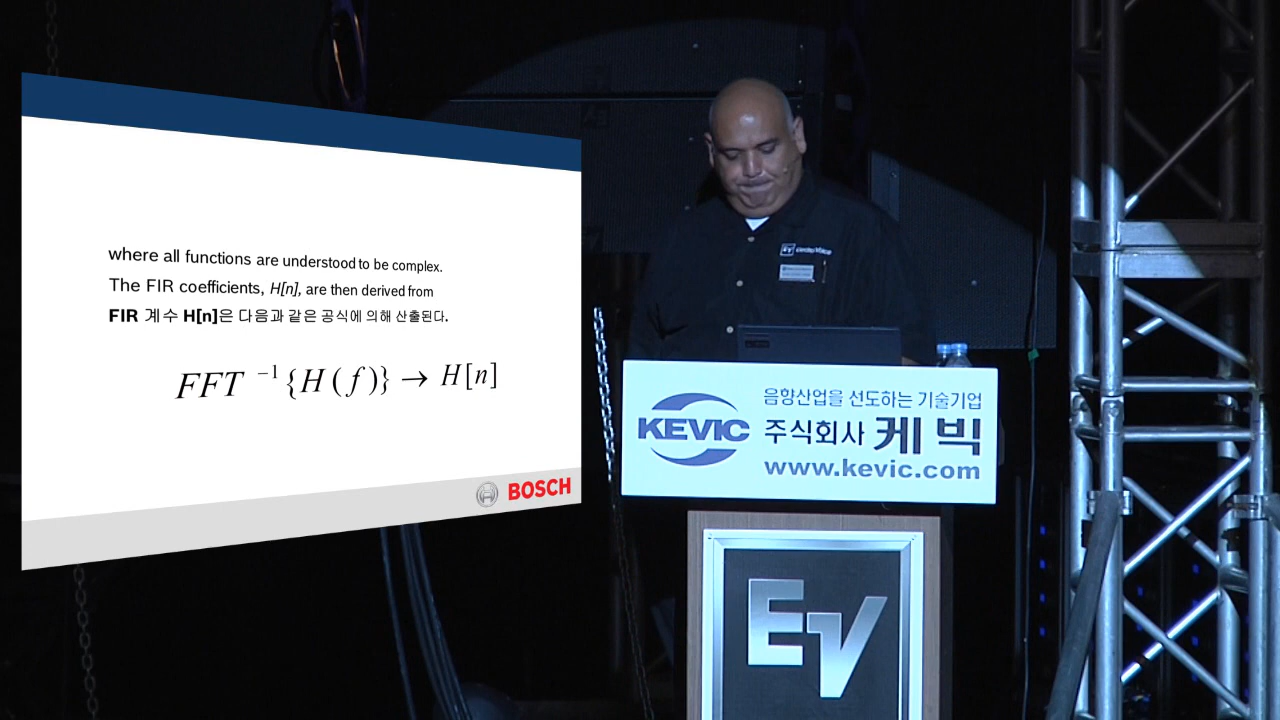 where all functions are understood to be complex.
The FIR coefficients, H[n], are then derived from
FIR 계수 H[n]은 다음과 같은 공식에 의해 산출된다.
FFT ⁻¹{H(f)} → H[n]
BOSCH
EV
KEVIC
음향산업을 선도하는 기술기업
주식회사 케빅
www.kevic.com
EV